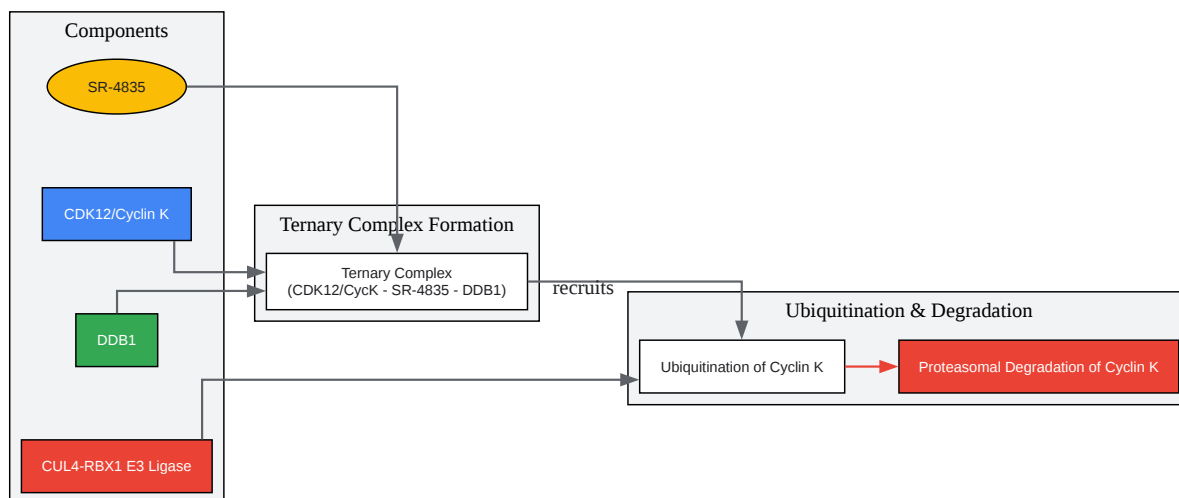 Components
SR-4835
CDK12/Cyclin K
Ternary Complex Formation
Ternary Complex
(CDK12/CycK - SR-4835 - DDB1)
recruits
DDB1
Ubiquitination & Degradation
Ubiquitination of Cyclin K
Proteasomal Degradation of Cyclin K
CUL4-RBX1 E3 Ligase